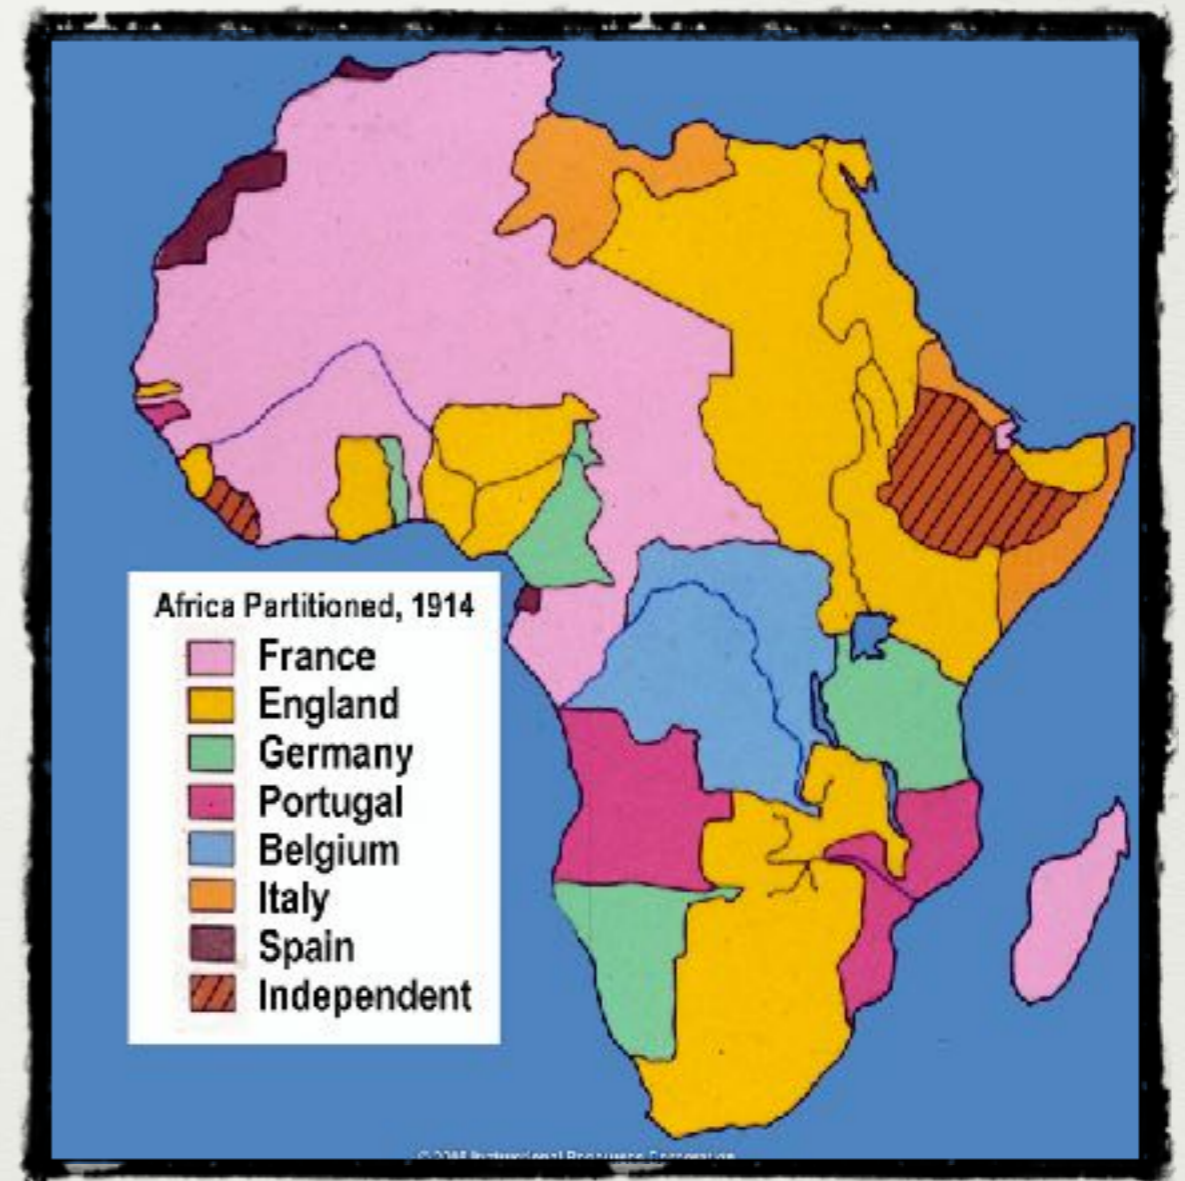 Africa Partitioned, 1914
France
England
Germany
Portugal
Belgium
Italy
Spain
Independent